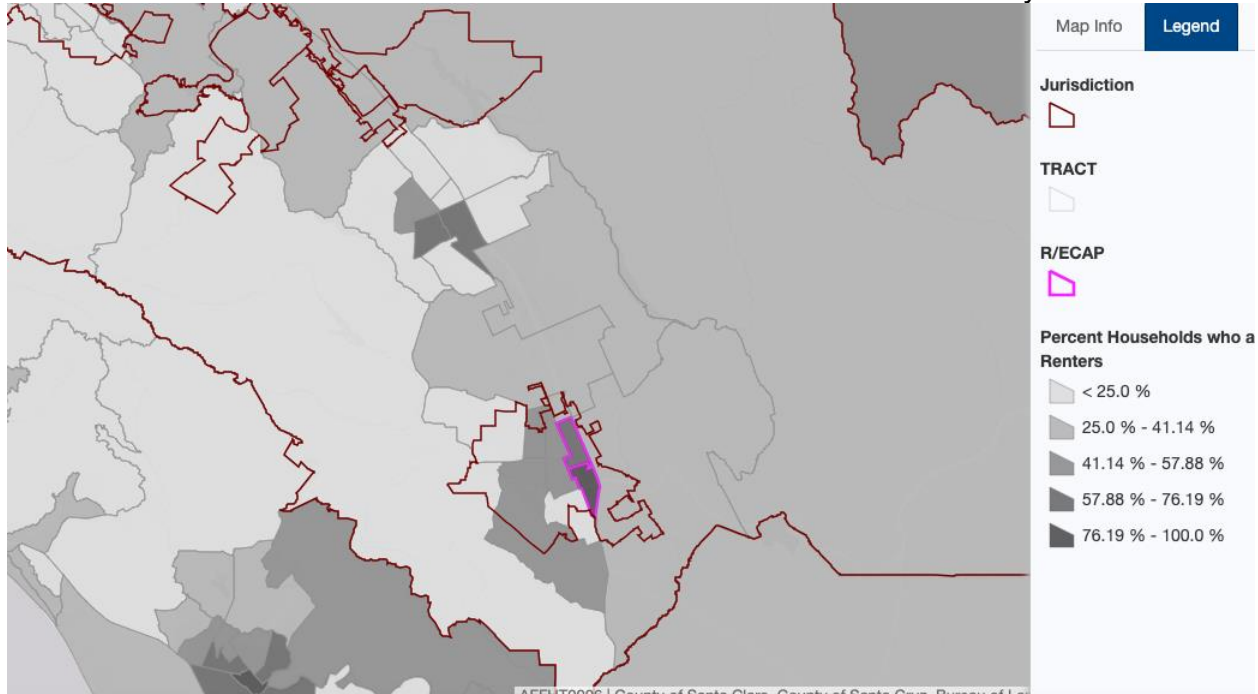 Map Info
Legend
Jurisdiction
TRACT
R/ECAP
Percent Households who a
Renters
< 25.0 %
25.0 % - 41.14 %
41.14 % - 57.88 %
57.88 % - 76.19 %
76.19 % - 100.0 %
County of Santa Clara, County of Santa Cruz, Bureau of